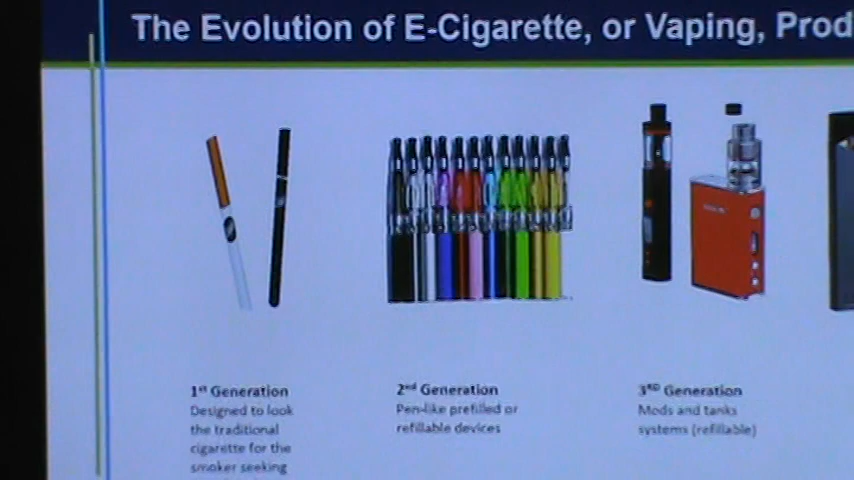 The Evolution of E-Cigarette, or Vaping, Prod
1st Generation
Designed to look
the traditional
cigarette for the
smoker seeking
2nd Generation
Pen-like prefilled or
refillable devices
3RD Generation
Mods and tanks
systems (refillable)